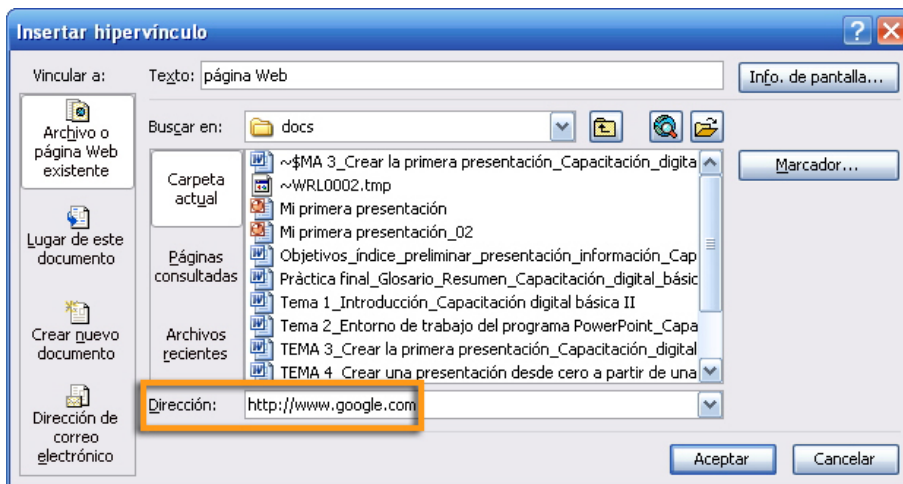 Insertar hipervínculo
Vincular a:
Texto: página Web
Info. de pantalla...
Archivo o
página Web
existente
Buscar en: docs
Marcador...
Carpeta
actual
~$MA 3_Crear la primera presentación_Capacitación_digita
~WRL0002.tmp
Mi primera presentación
Mi primera presentación_02
Objetivos_índice_preliminar_presentación_información_Cap
Pràctica final_Glosario_Resumen_Capacitación_digital_básic
Tema 1_Introducción_Capacitación digital básica II
Tema 2_Entorno de trabajo del programa PowerPoint_Capa
TEMA 3_Crear la primera presentación_Capacitación_digital
TEMA 4_Crear una presentación desde cero a partir de una
Páginas
consultadas
Archivos
recientes
Lugar de este
documento
Crear nuevo
documento
Dirección de
correo
electrónico
Dirección: http://www.google.com
Aceptar
Cancelar